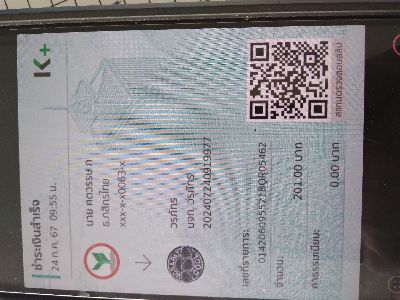 ชำระเงินสำเร็จ
24 ก.ค. 67 09:55 น.
K+
นาย ศตวรรษ ภ
ธ.กสิกรไทย
xxx-x-x0063-x
วรภัทร
บจก. วรภัทร
202407240919977
เลขที่รายการ:
014206095521BQR05462
จำนวน:
201.00 บาท
ค่าธรรมเนียม:
0.00 บาท
สแกนตรวจสอบสลิป